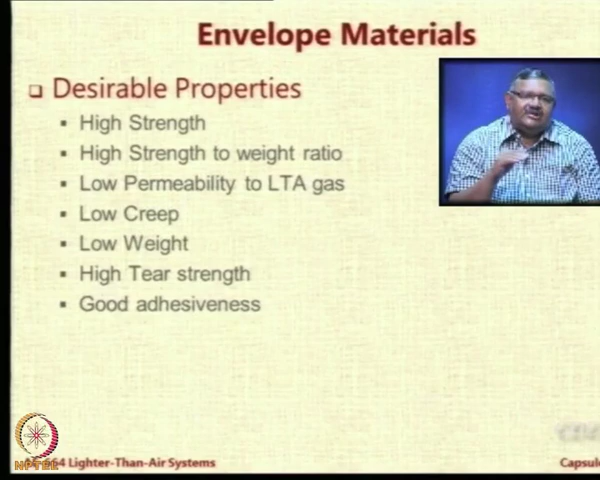 Envelope Materials
Desirable Properties
High Strength
High Strength to weight ratio
Low Permeability to LTA gas
Low Creep
Low Weight
High Tear strength
Good adhesiveness
NPTEL
64 Lighter-Than-Air Systems